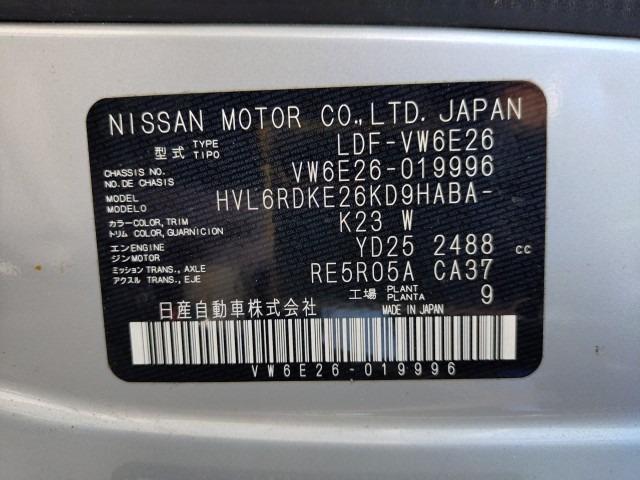 NISSAN MOTOR CO.,LTD. JAPAN
型式 TYPE TIPO LDF-VW6E26
CHASSIS NO. NO. DE CHASSIS VW6E26-019996
MODEL MODELO HVL6RDKE26KD9HABA-
カラー COLOR, TRIM トリム COLOR, GUARNICION K23 W
エンジン ENGINE MOTOR YD25 2488 cc
ミッション TRANS., AXLE アクスル TRANS., EJE RE5R05A CA37
工場 PLANT PLANTA 9
日産自動車株式会社 MADE IN JAPAN
VW6E26-019996